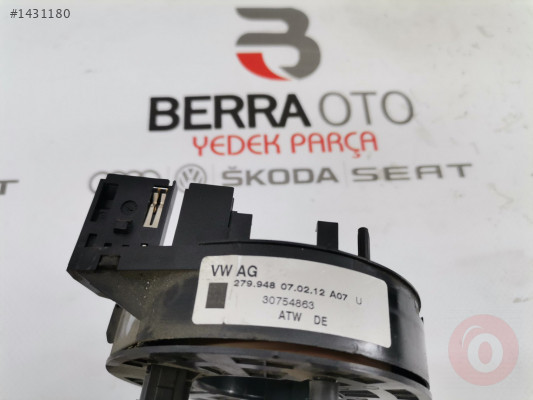 #1431180
BERRA OTO
YEDEK PARÇA
ŠKODA SEAT
VW AG
279.948 07.02.12 A07 U
30754863
ATW DE